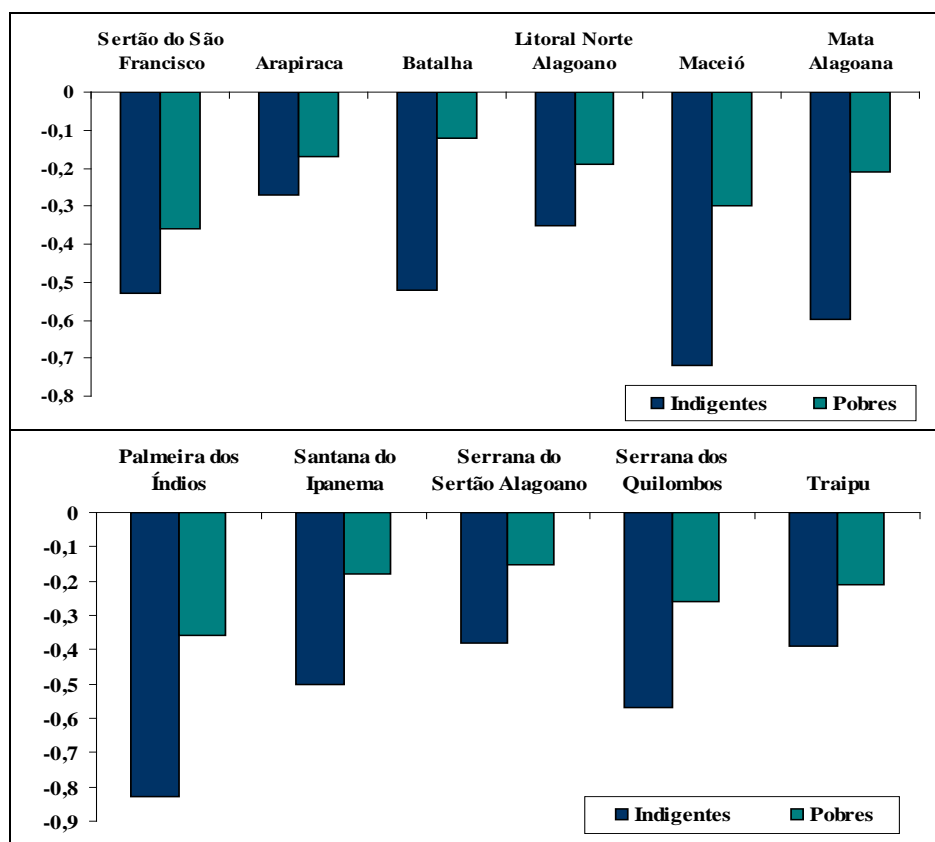 Sertão do São
Francisco
Arapiraca
Batalha
Litoral Norte
Alagoano
Maceió
Mata
Alagoana
0
-0,1
-0,2
-0,3
-0,4
-0,5
-0,6
-0,7
-0,8
Indigentes
Pobres
Palmeira dos
Índios
Santana do
Ipanema
Serrana do
Sertão Alagoano
Serrana dos
Quilombos
Traipu
0
-0,1
-0,2
-0,3
-0,4
-0,5
-0,6
-0,7
-0,8
-0,9
Indigentes
Pobres